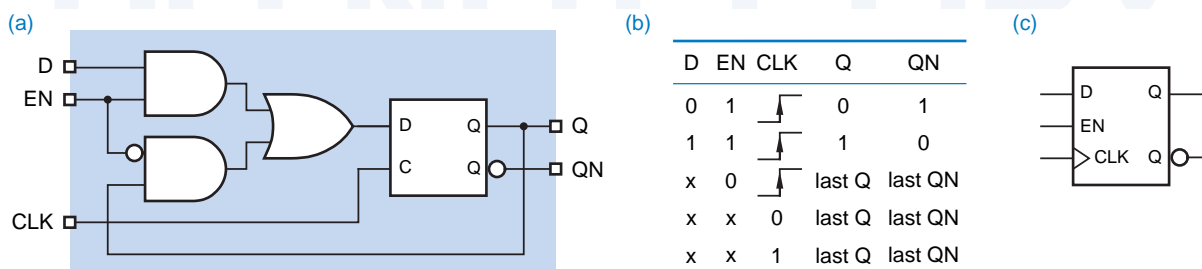 (a)
D
EN
CLK
D Q
C Q
Q
QN
(b)
D EN CLK Q QN
0 1 0 1
1 1 1 0
x 0 last Q last QN
x x 0 last Q last QN
x x 1 last Q last QN
(c)
D Q
EN
CLK Q